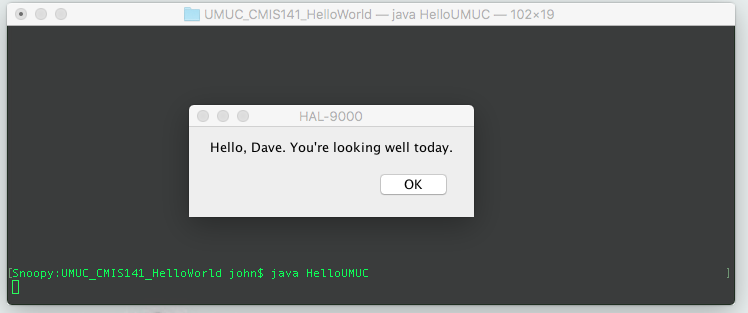 UMUC_CMIS141_HelloWorld — java HelloUMUC — 102×19
HAL-9000
Hello, Dave. You're looking well today.
OK
[Snoopy:UMUC_CMIS141_HelloWorld john$ java HelloUMUC ]